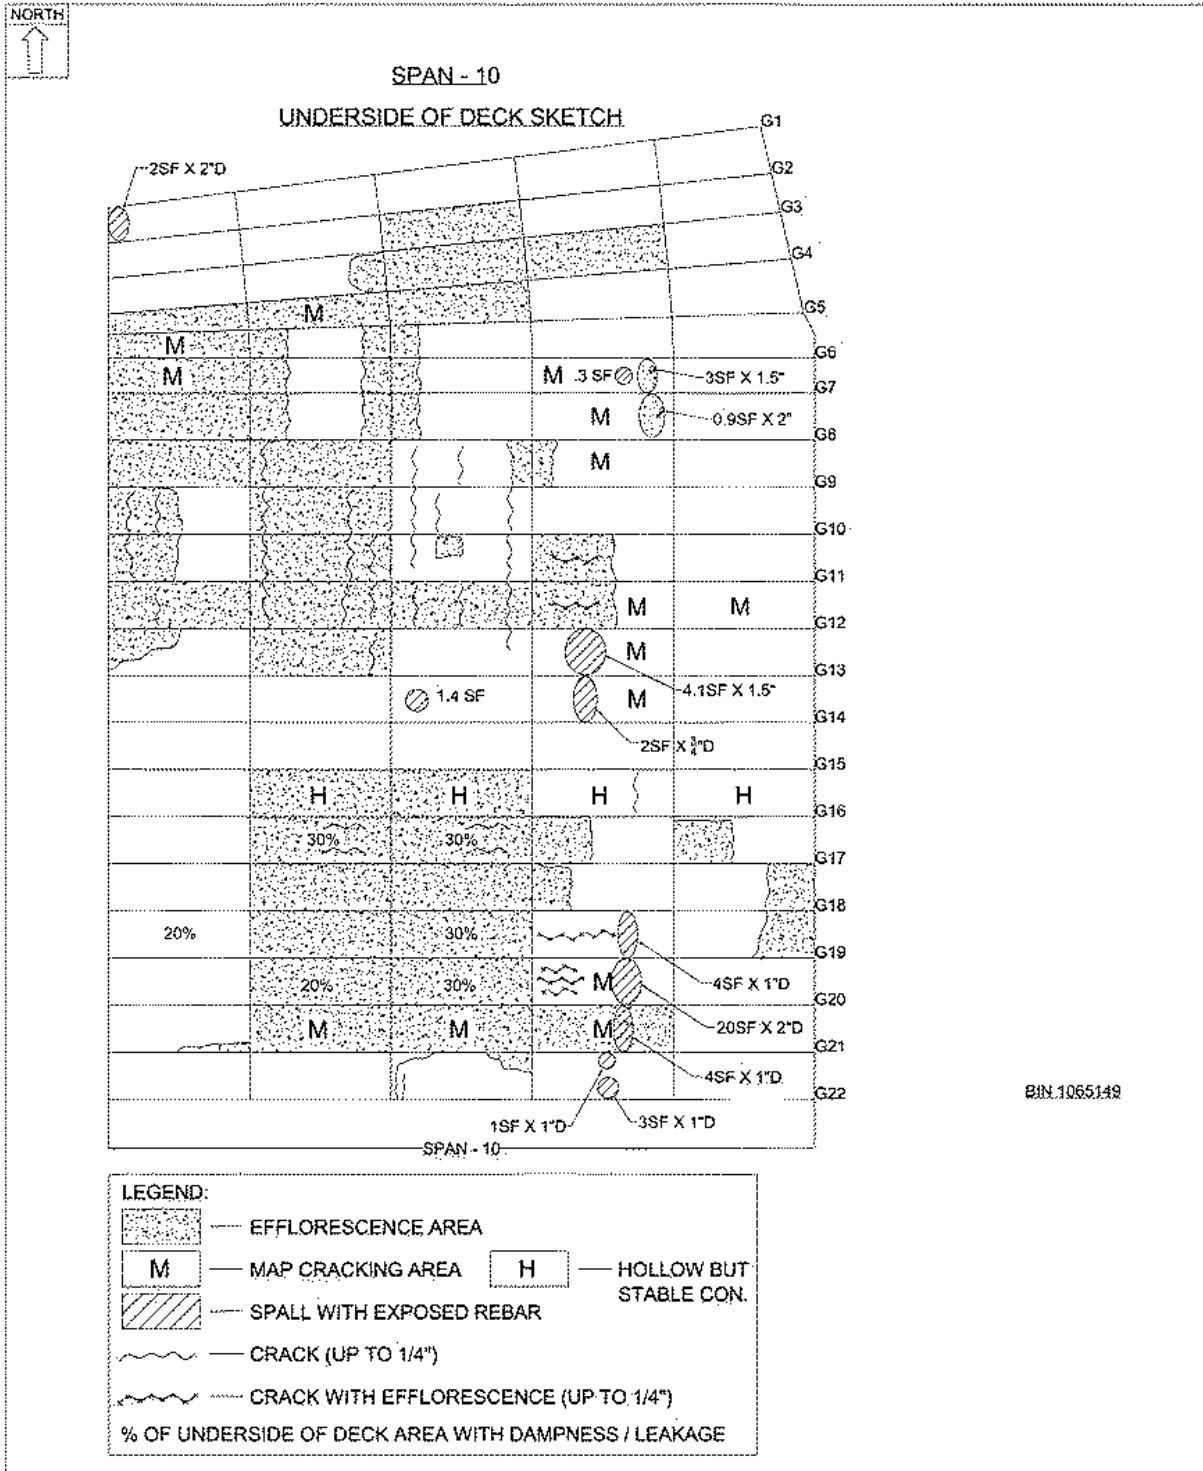 NORTH
SPAN - 10
UNDERSIDE OF DECK SKETCH
G1
2SF X 2"D
G2
G3
G4
M
G5
M
G6
M
M .3 SF
3SF X 1.5"
G7
M
0.9SF X 2"
G8
M
G9
G10
G11
M
M
G12
M
G13
1.4 SF
M
4.1SF X 1.5"
G14
2SF X 3/4"D
G15
H
H
H
H
G16
30%
30%
G17
G18
20%
30%
G19
20%
30%
M
4SF X 1"D
G20
M
M
M
20SF X 2"D
G21
4SF X 1"D
G22
BIN 1065149
1SF X 1"D
3SF X 1"D
SPAN - 10
LEGEND:
EFFLORESCENCE AREA
M
MAP CRACKING AREA
H
HOLLOW BUT
STABLE CON.
SPALL WITH EXPOSED REBAR
CRACK (UP TO 1/4")
CRACK WITH EFFLORESCENCE (UP TO 1/4")
% OF UNDERSIDE OF DECK AREA WITH DAMPNESS / LEAKAGE